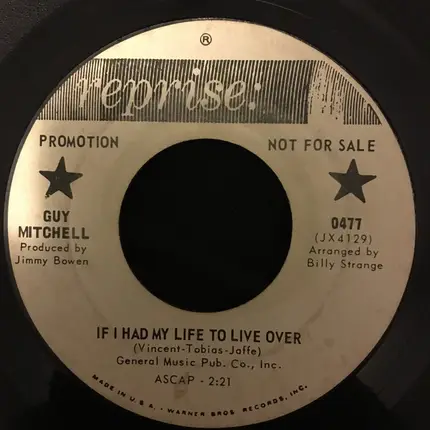 ®
reprise:
PROMOTION
NOT FOR SALE
GUY
MITCHELL
Produced by
Jimmy Bowen
0477
(JX4129)
Arranged by
Billy Strange
IF I HAD MY LIFE TO LIVE OVER
(Vincent-Tobias-Jaffe)
General Music Pub. Co., Inc.
ASCAP - 2:21
MADE IN U.S.A. - WARNER BROS. RECORDS, INC.